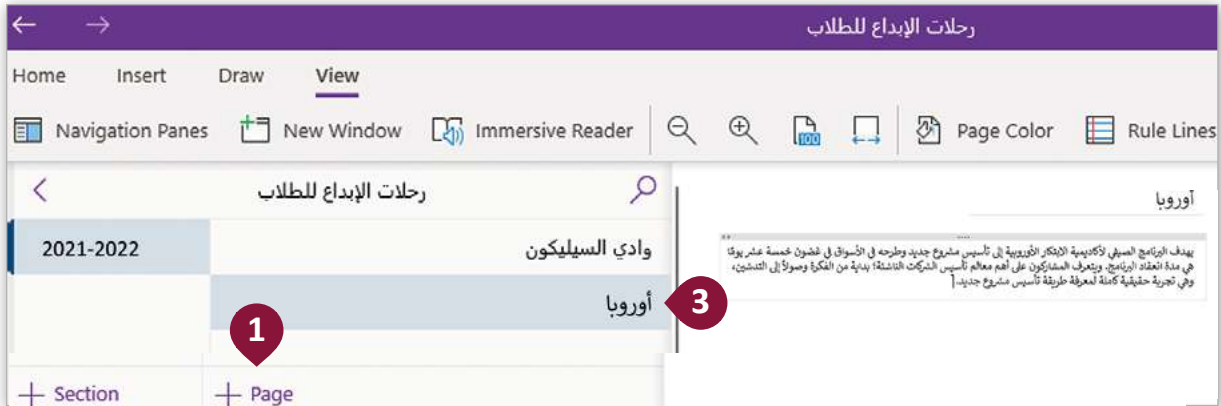 رحلات الإبداع للطلاب
Home Insert Draw View
Navigation Panes New Window Immersive Reader 100 Page Color Rule Lines
رحلات الإبداع للطلاب
2021-2022
وادي السيليكون
أوروبا
3
1
+ Section + Page
أوروبا
يهدف البرنامج الصيفي لأكاديمية الابتكار الأوروبية إلى تأسيس مشروع جديد وطرحه في الأسواق في غضون خمسة عشر يومًا
هي مدة انعقاد البرنامج. ويتعرف المشاركون على أهم معالم تأسيس الشركات الناشئة؛ بداية من الفكرة وصولاً إلى التدشين،
وهي تجربة حقيقية كاملة لمعرفة طريقة تأسيس مشروع جديد.